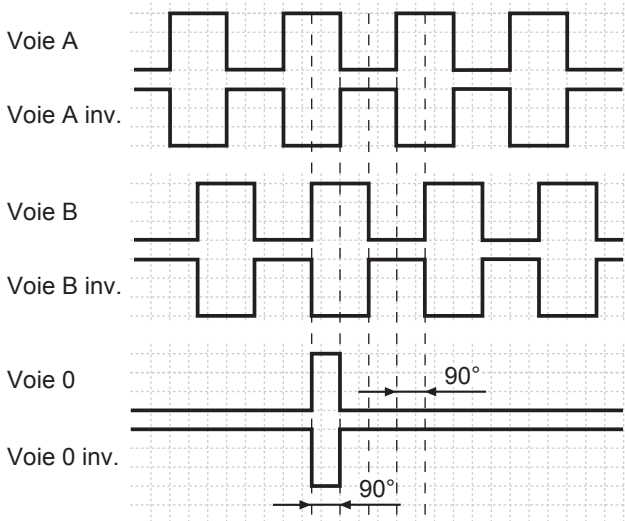 Voie A
Voie A inv.
Voie B
Voie B inv.
Voie 0
90°
Voie 0 inv.
90°